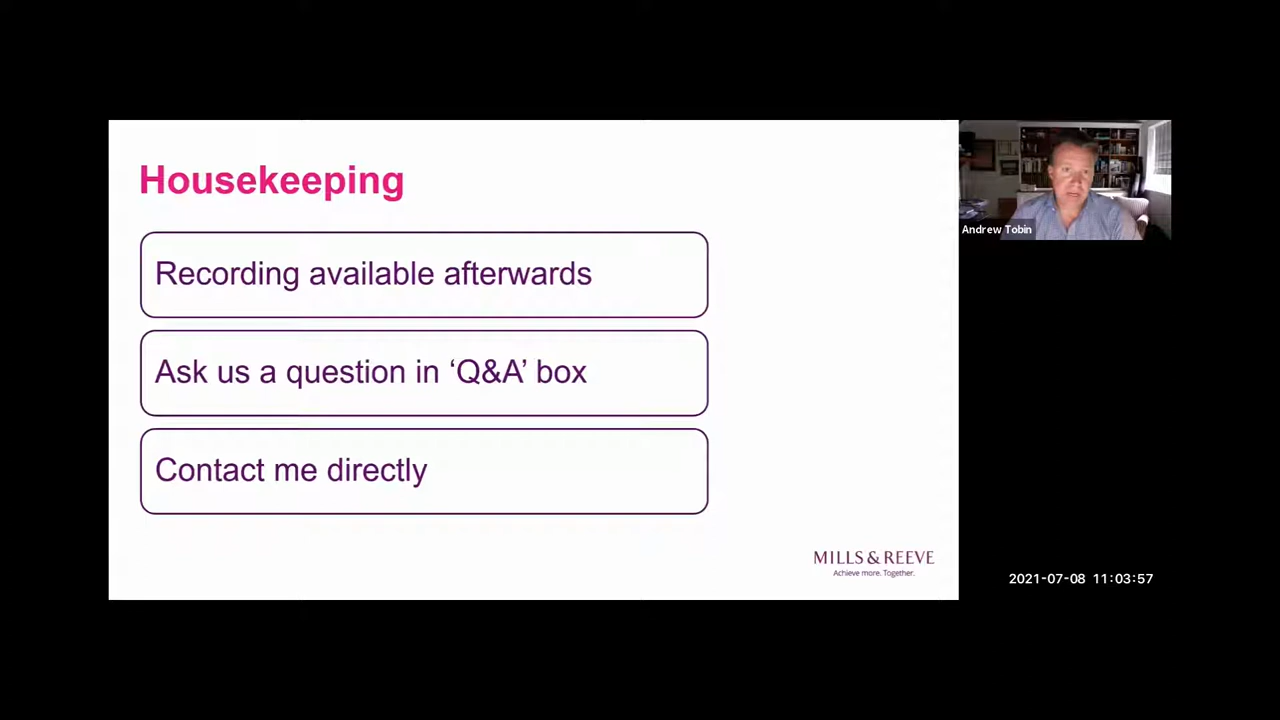 Housekeeping
Recording available afterwards
Ask us a question in ‘Q&A’ box
Contact me directly
MILLS & REEVE
Achieve more. Together.
Andrew Tobin
2021-07-08 11:03:57